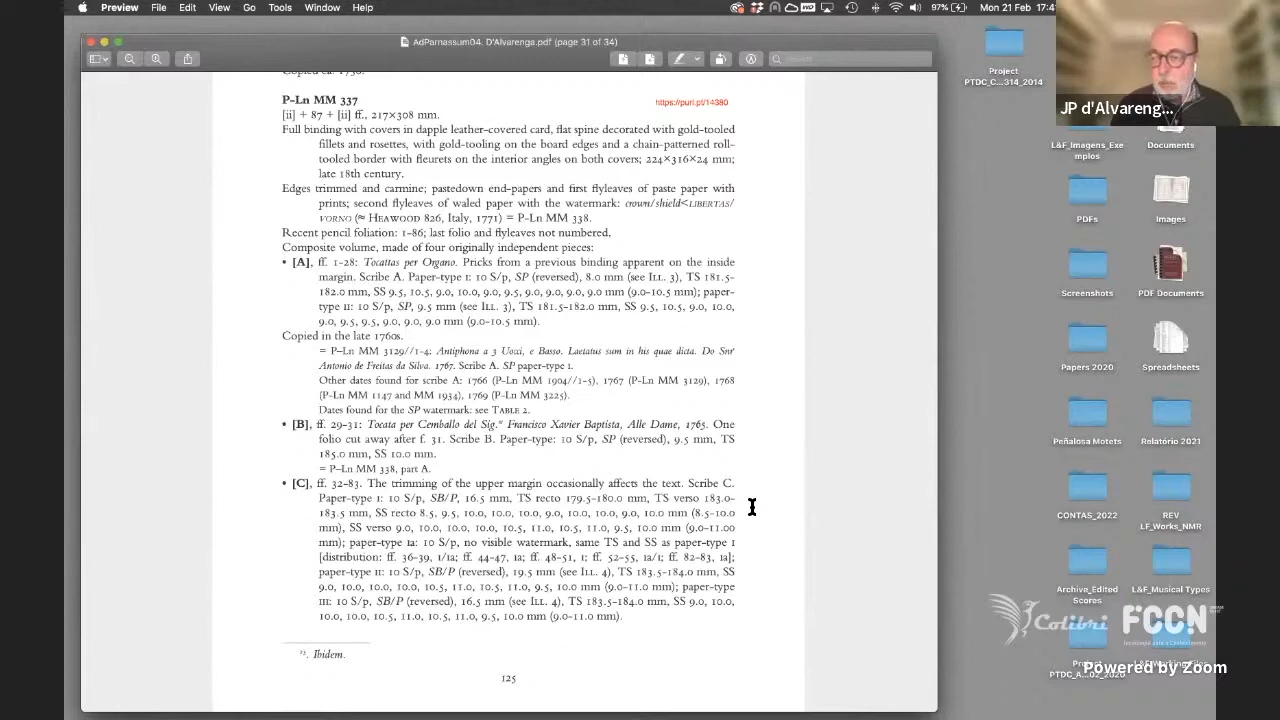 Preview File Edit View Go Tools Window Help
97% Mon 21 Feb
AdParnassum04. D'Alvarenga.pdf (page 31 of 34)
Search
Copied ca. 1750.
P-Ln MM 337
https://purl.pt/14380
[ii] + 87 + [ii] ff., 217×308 mm.
Full binding with covers in dapple leather-covered card, flat spine decorated with gold-tooled
fillets and rosettes, with gold-tooling on the board edges and a chain-patterned roll-
tooled border with fleurets on the interior angles on both covers; 224×316×24 mm;
late 18th century.
Edges trimmed and carmine; pastedown end-papers and first flyleaves of paste paper with
prints; second flyleaves of waled paper with the watermark: crown/shield<LIBERTAS/
VORNO (≈ HEAWOOD 826, Italy, 1771) = P-Ln MM 338.
Recent pencil foliation: 1-86; last folio and flyleaves not numbered.
Composite volume, made of four originally independent pieces:
• [A], ff. 1-28: Tocattas per Organo. Pricks from a previous binding apparent on the inside
margin. Scribe A. Paper-type I: 10 S/p, SP (reversed), 8.0 mm (see ILL. 3), TS 181.5-
182.0 mm, SS 9.5, 10.5, 9.0, 10.0, 9.0, 9.5, 9.0, 9.0, 9.0, 9.0 mm (9.0-10.5 mm); paper-
type II: 10 S/p, SP, 9.5 mm (see ILL. 3), TS 181.5-182.0 mm, SS 9.5, 10.5, 9.0, 10.0,
9.0, 9.5, 9.5, 9.0, 9.0, 9.0 mm (9.0-10.5 mm).
Copied in the late 1760s.
= P-Ln MM 3129//1-4: Antiphona a 3 Uocci, e Basso. Laetatus sum in his quae dicta. Do Snr
Antonio de Freitas da Silva. 1767. Scribe A. SP paper-type I.
Other dates found for scribe A: 1766 (P-Ln MM 1904//1-5), 1767 (P-Ln MM 3129), 1768
(P-Ln MM 1147 and MM 1934), 1769 (P-Ln MM 3225).
Dates found for the SP watermark: see TABLE 2.
• [B], ff. 29-31: Tocata per Cemballo del Sig.n Francisco Xavier Baptista, Alle Dame, 1765. One
folio cut away after f. 31. Scribe B. Paper-type: 10 S/p, SP (reversed), 9.5 mm, TS
185.0 mm, SS 10.0 mm.
= P-Ln MM 338, part A.
• [C], ff. 32-83. The trimming of the upper margin occasionally affects the text. Scribe C.
Paper-type I: 10 S/p, SB/P, 16.5 mm, TS recto 179.5-180.0 mm, TS verso 183.0-
183.5 mm, SS recto 8.5, 9.5, 10.0, 10.0, 10.0, 9.0, 10.0, 10.0, 9.0, 10.0 mm (8.5-10.0
mm), SS verso 9.0, 10.0, 10.0, 10.0, 10.5, 11.0, 10.5, 11.0, 9.5, 10.0 mm (9.0-11.00
mm); paper-type Ia: 10 S/p, no visible watermark, same TS and SS as paper-type I
[distribution: ff. 36-39, I/Ia; ff. 44-47, Ia; ff. 48-51, I; ff. 52-55, Ia/I; ff. 82-83, Ia];
paper-type II: 10 S/p, SB/P (reversed), 19.5 mm (see ILL. 4), TS 183.5-184.0 mm, SS
9.0, 10.0, 10.0, 10.0, 10.5, 11.0, 10.5, 11.0, 9.5, 10.0 mm (9.0-11.0 mm); paper-type
III: 10 S/p, SB/P (reversed), 16.5 mm (see ILL. 4), TS 183.5-184.0 mm, SS 9.0, 10.0,
10.0, 10.0, 10.5, 11.0, 10.5, 11.0, 9.5, 10.0 mm (9.0-11.0 mm).
Ibidem.
125
Project
PTDC_C...314_2014
JP d'Alvareng...
L&F_Imagens_Exe
mplos
Documents
PDFs
Images
Screenshots
PDF Documents
Papers 2020
Spreadsheets
Peñalosa Motets
Relatório 2021
CONTAS_2022
REV
LF_Works_NMR
Archive_Edited
Scores
L&F_Musical Types
Colibri
FCCN
PTDC_A...02_2020
Powered by Zoom